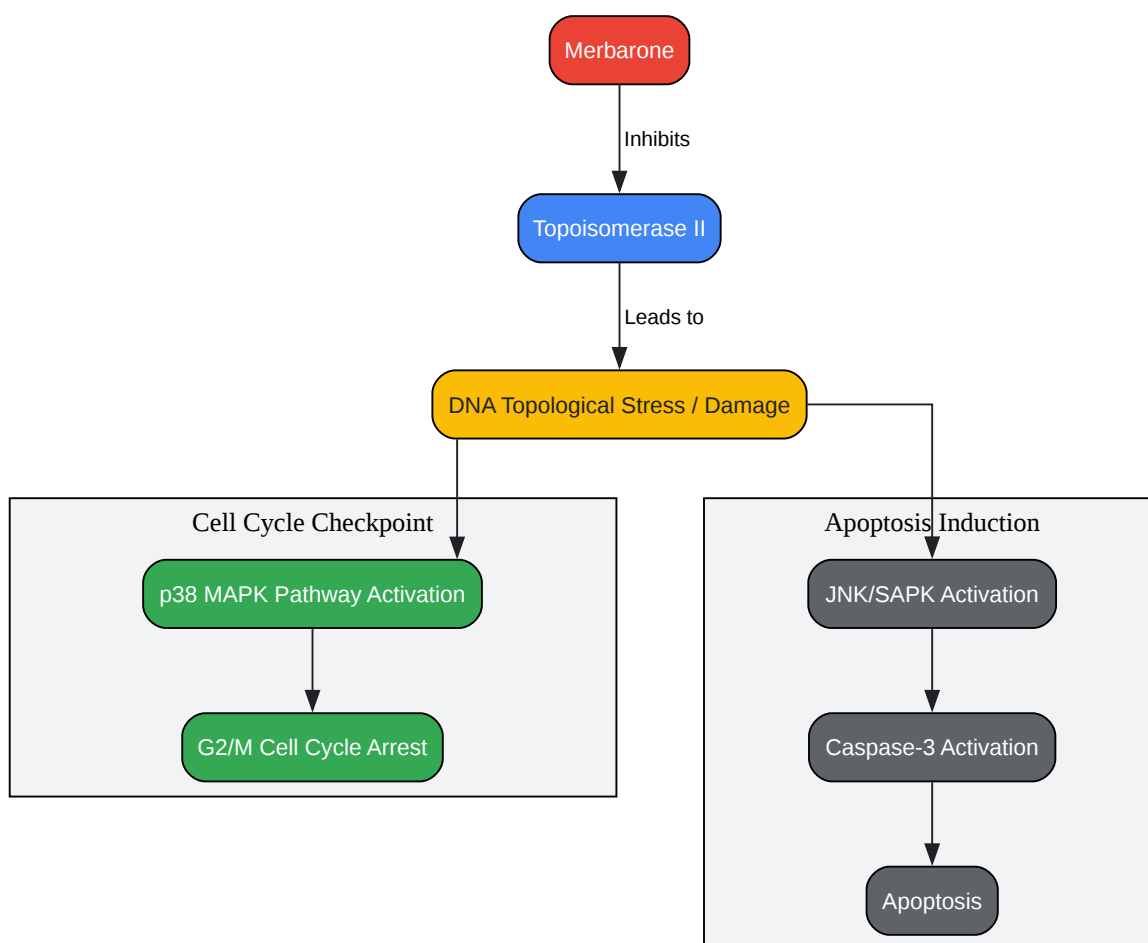 Merbarone
Inhibits
Topoisomerase II
Leads to
DNA Topological Stress / Damage
Cell Cycle Checkpoint
p38 MAPK Pathway Activation
G2/M Cell Cycle Arrest
Apoptosis Induction
JNK/SAPK Activation
Caspase-3 Activation
Apoptosis